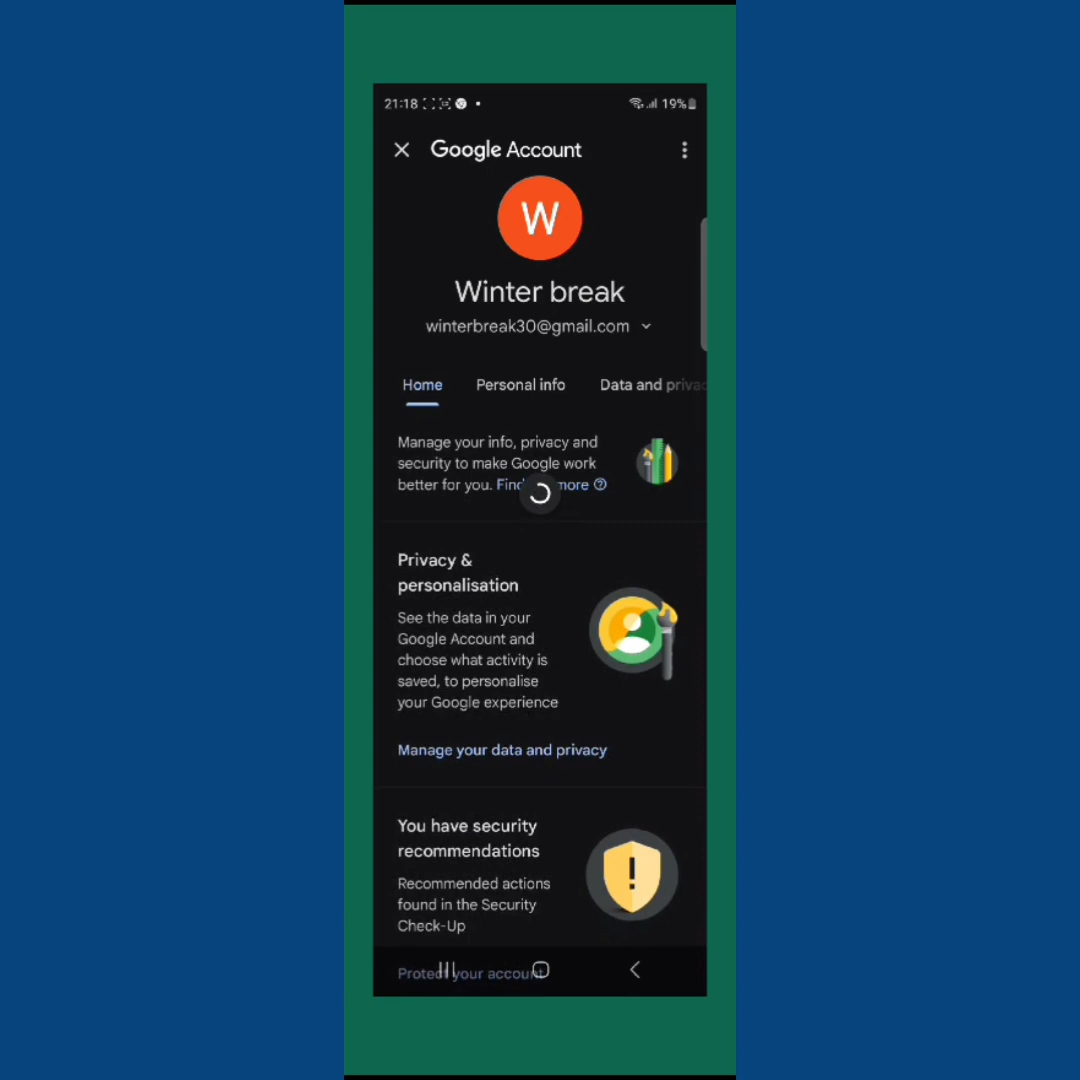 21:18
19%
Google Account
W
Winter break
winterbreak30@gmail.com
Home Personal info Data and privac
Manage your info, privacy and
security to make Google work
better for you. Find more
Privacy &
personalisation
See the data in your
Google Account and
choose what activity is
saved, to personalise
your Google experience
Manage your data and privacy
You have security
recommendations
Recommended actions
found in the Security
Check-Up
Protect your account